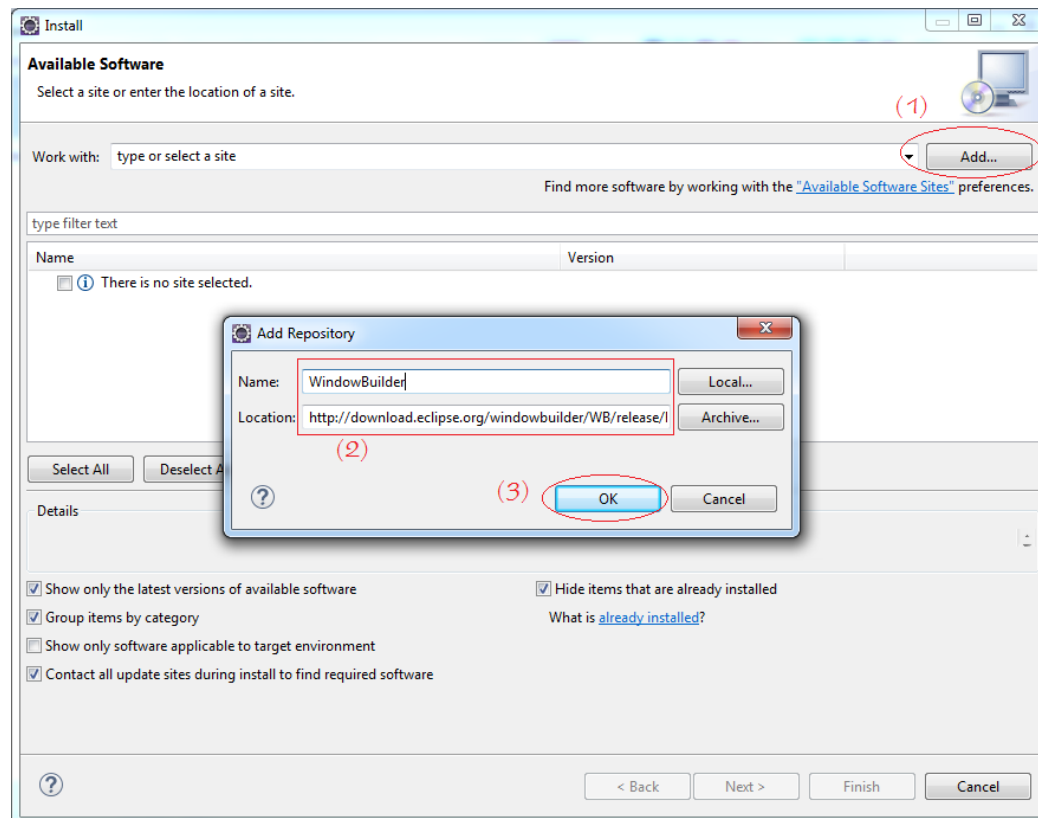 Install
Available Software
Select a site or enter the location of a site.
(1)
Work with: type or select a site Add...
Find more software by working with the "Available Software Sites" preferences.
type filter text
Name Version
There is no site selected.
Add Repository
Name: WindowBuilder Local...
Location: http://download.eclipse.org/windowbuilder/WB/release/ Archive...
(2)
Select All Deselect A
(3) OK Cancel
Details
Show only the latest versions of available software Hide items that are already installed
Group items by category What is already installed?
Show only software applicable to target environment
Contact all update sites during install to find required software
< Back Next > Finish Cancel